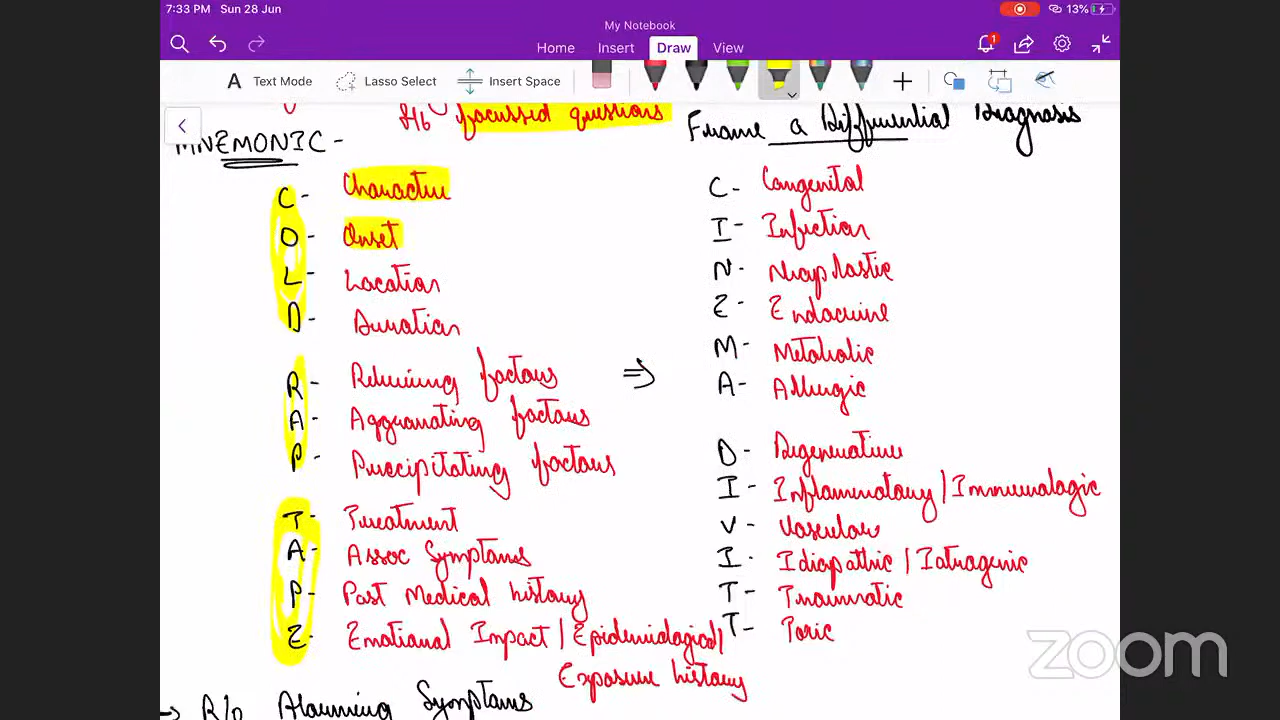 7:33 PM Sun 28 Jun
13%
My Notebook
Home Insert Draw View
1
A Text Mode Lasso Select Insert Space
H/o focussed questions
Frame a Differential Diagnosis
MNEMONIC -
C - Character
O - Onset
L - Location
D - Duration
R - Relieving factors
A - Aggravating factors
P - Precipitating factors
T - Treatment
A - Assoc Symptoms
P - Past Medical history
E - Emotional Impact / Epidemiological /
Exposure history
⇒
C - Congenital
I - Infection
N - Neoplastic
E - Endocrine
M - Metabolic
A - Allergic
D - Degenerative
I - Inflammatory / Immunologic
V - Vascular
I - Idiopathic / Iatrogenic
T - Traumatic
T - Toxic
→ R/o Alarming Symptoms
zoom